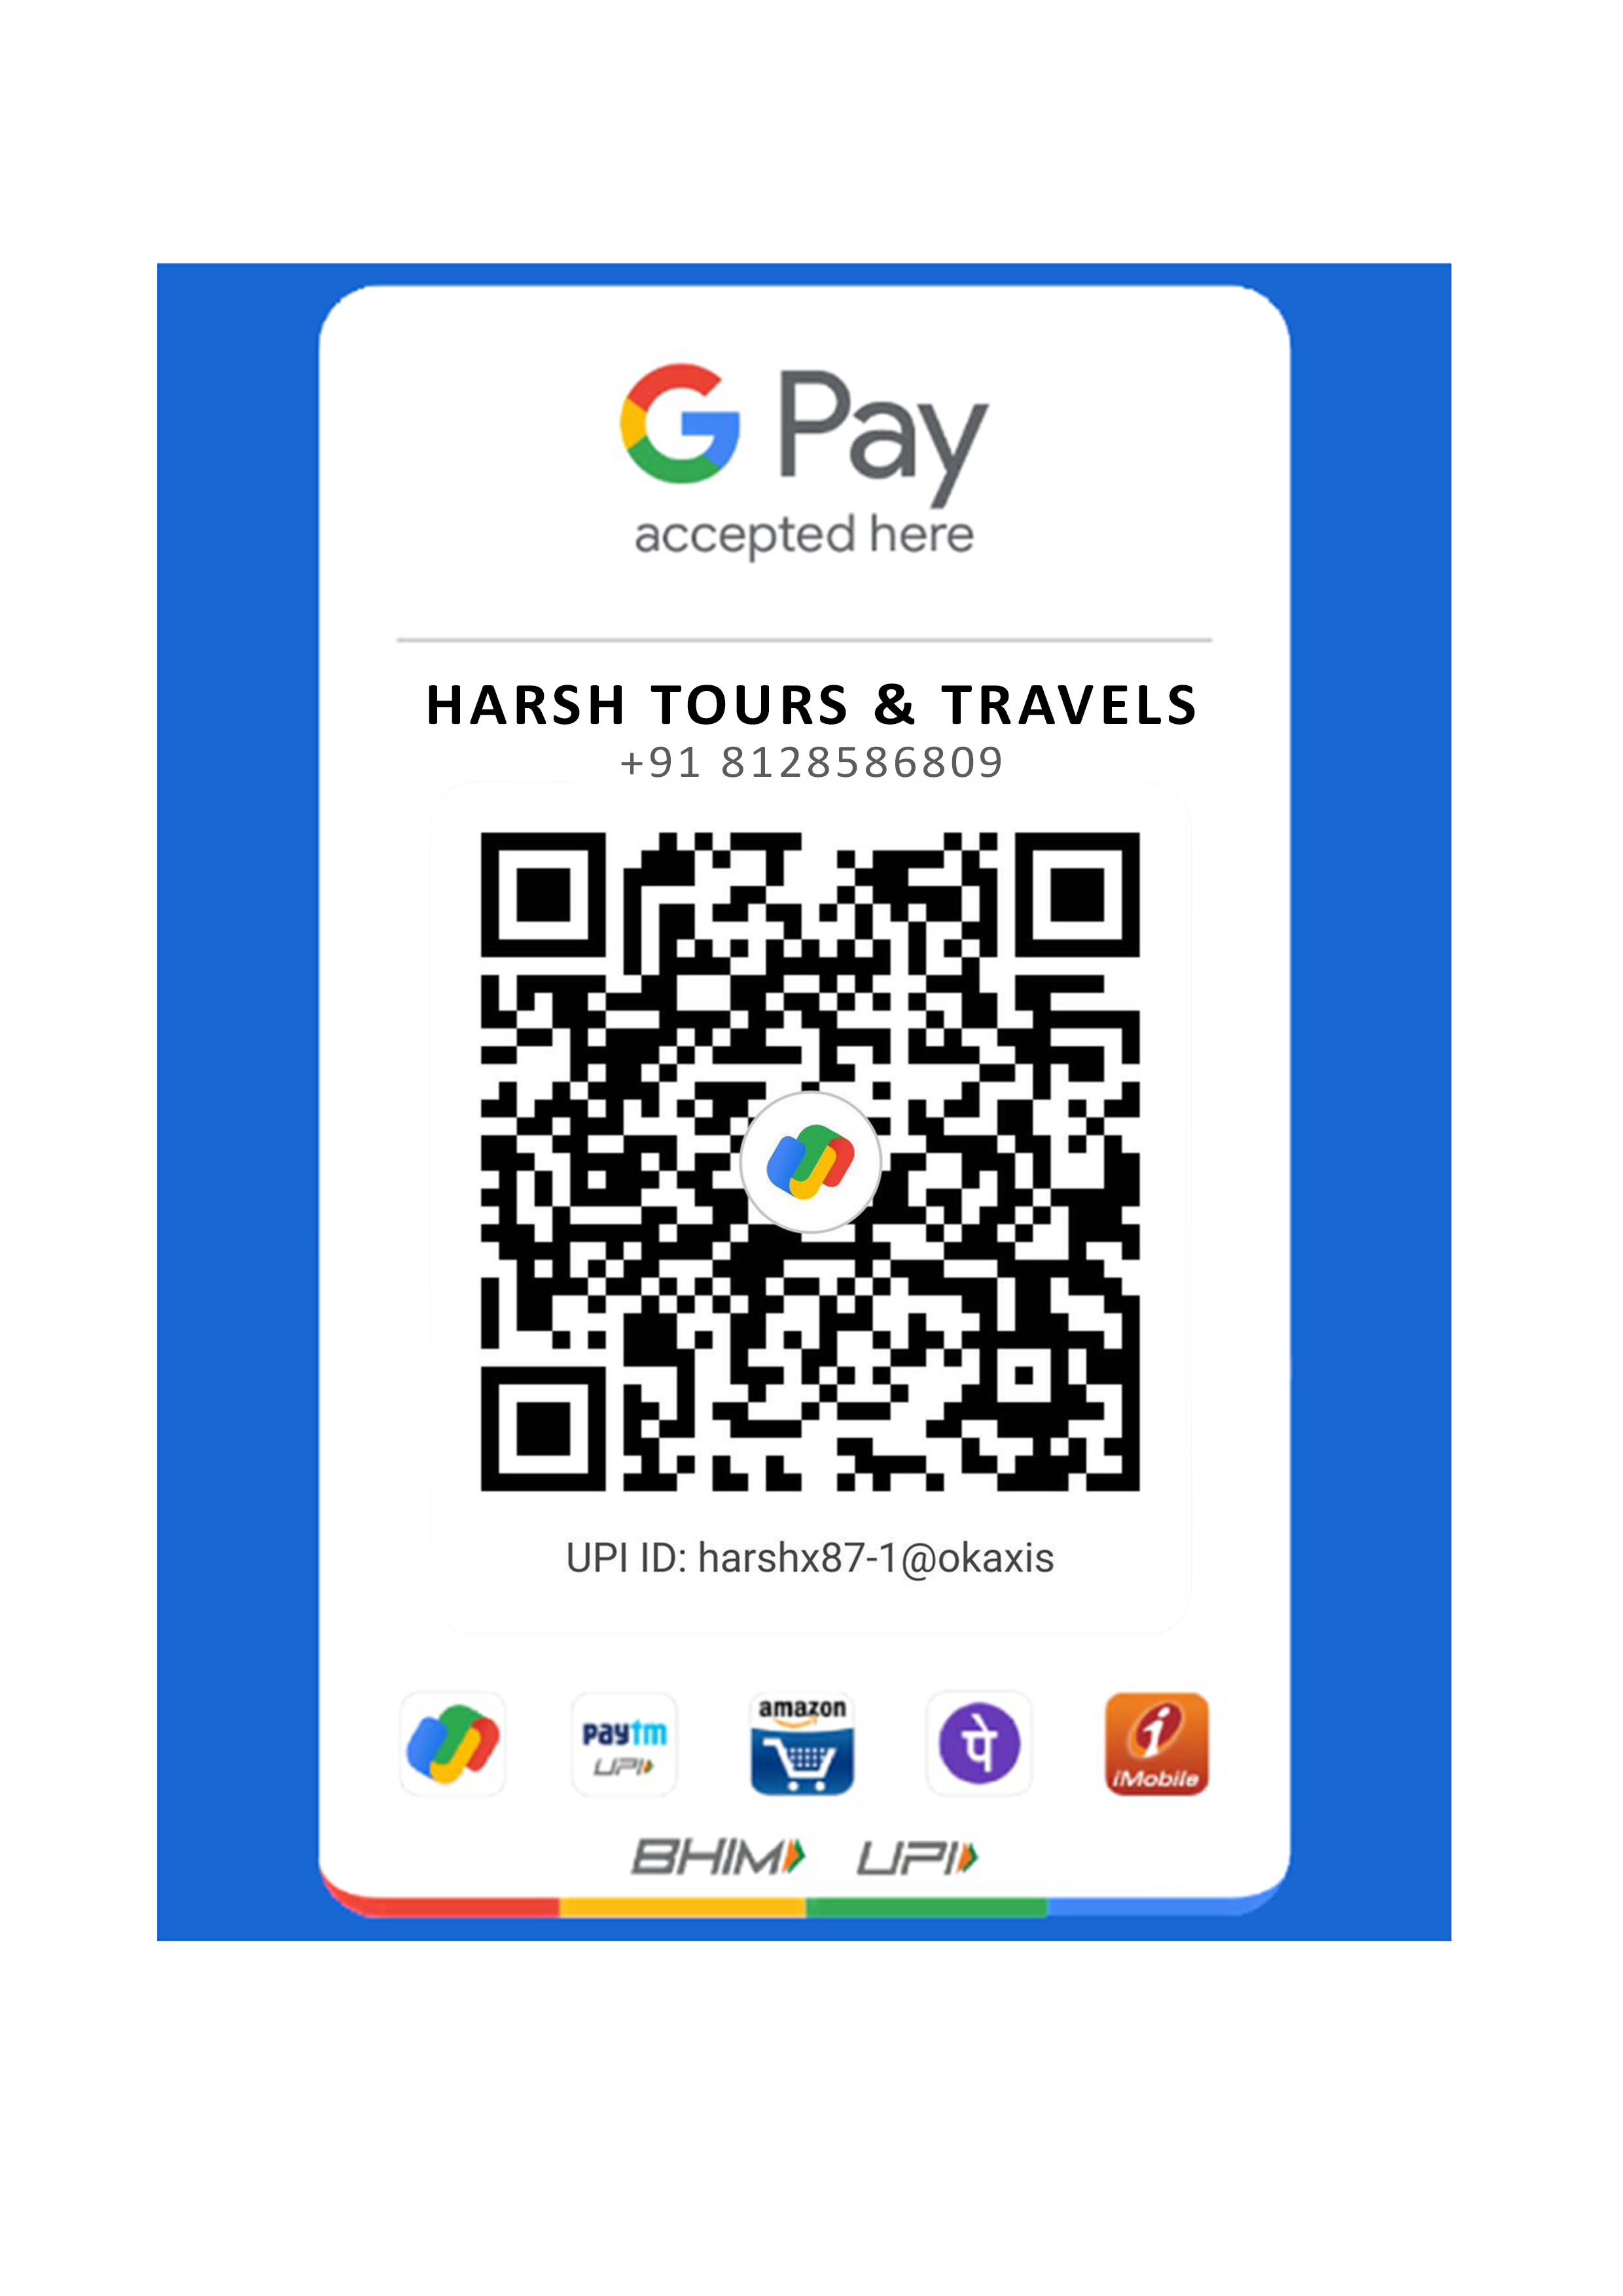 G Pay
accepted here
HARSH TOURS & TRAVELS
+91 8128586809
UPI ID: harshx87-1@okaxis
paytm
UPI
amazon
पे
i
iMobile
BHIM UPI